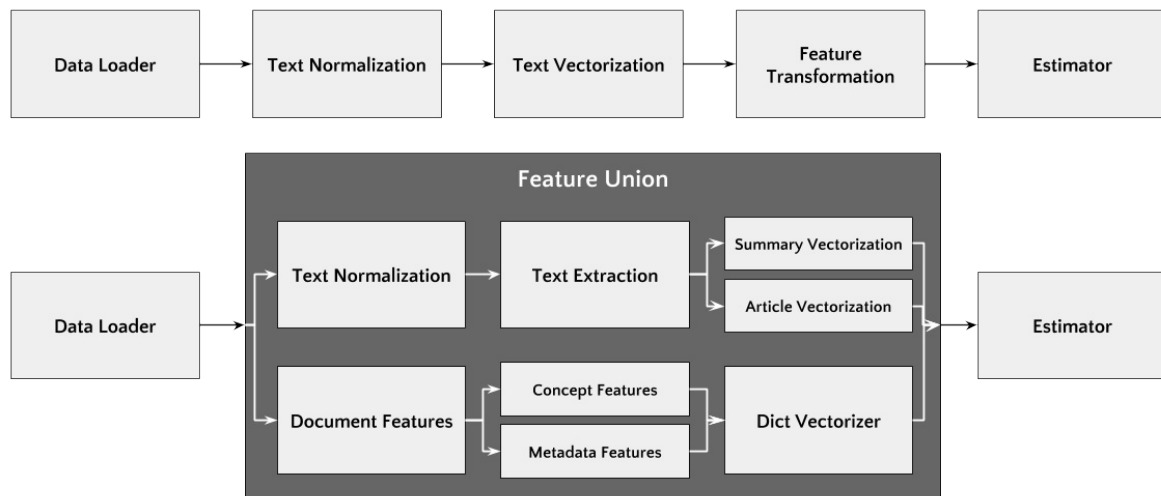 Data Loader
Text Normalization
Text Vectorization
Feature
Transformation
Estimator
Feature Union
Data Loader
Text Normalization
Text Extraction
Summary Vectorization
Article Vectorization
Document Features
Concept Features
Metadada Features
Dict Vectorizer
Estimator